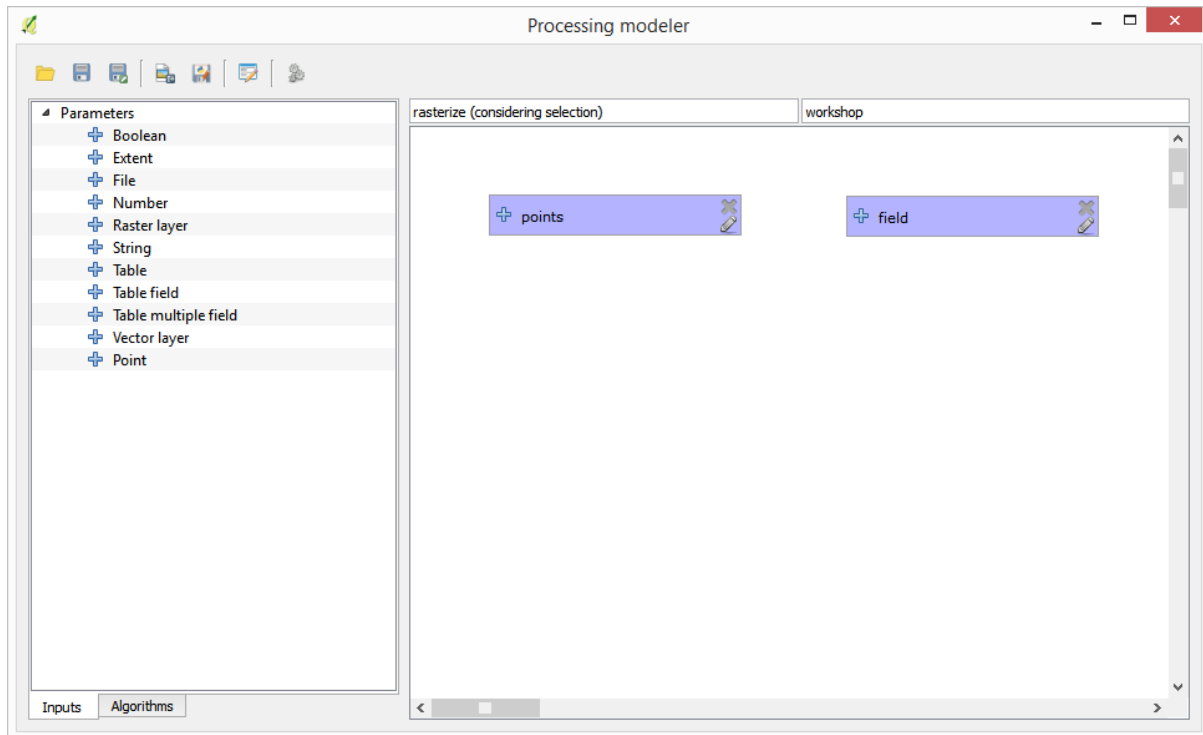 Processing modeler
Parameters
Boolean
Extent
File
Number
Raster layer
String
Table
Table field
Table multiple field
Vector layer
Point
Inputs
Algorithms
rasterize (considering selection)
workshop
points
field